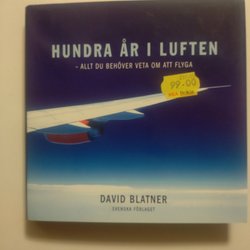 HUNDRA ÅR I LUFTEN
- ALLT DU BEHÖVER VETA OM ATT FLYGA
99-00
DAVID BLATNER
SVENSKA FÖRLAGET